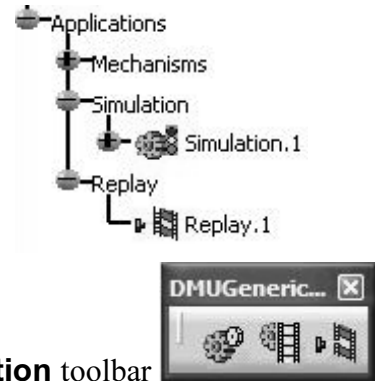 Applications
Mechanisms
Simulation
Simulation.1
Replay
Replay.1
DMUGeneric...
tion toolbar